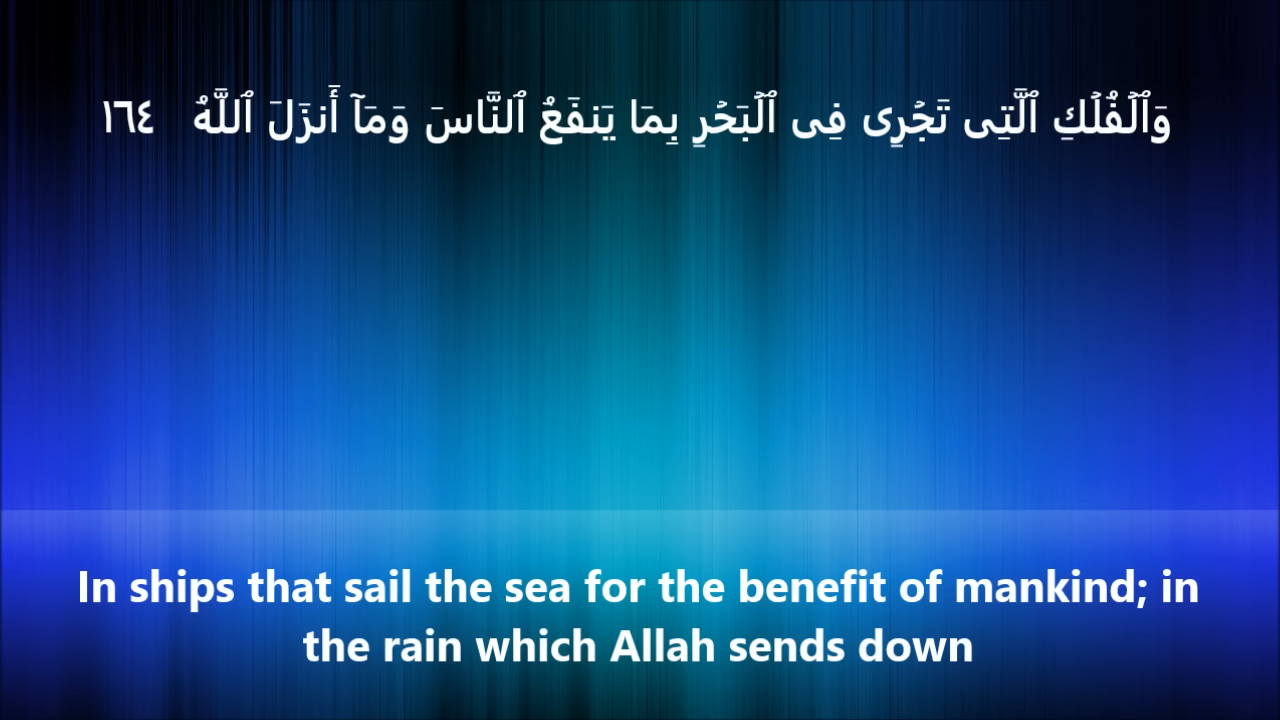 وَٱلْفُلْكِ ٱلَّتِى تَجْرِى فِى ٱلْبَحْرِ بِمَا يَنفَعُ ٱلنَّاسَ وَمَآ أَنزَلَ ٱللَّهُ ١٦٤
In ships that sail the sea for the benefit of mankind; in
the rain which Allah sends down